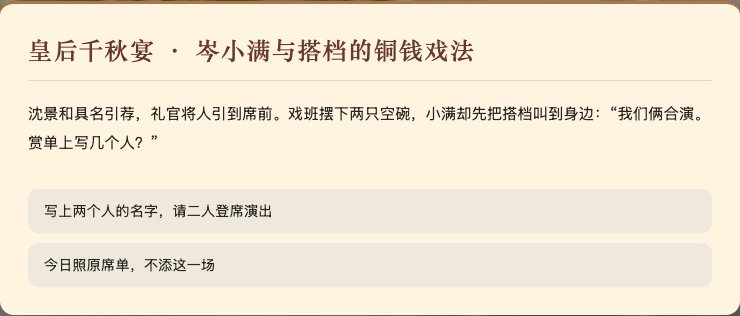 皇后千秋宴 · 岑小满与搭档的铜钱戏法
沈景和具名引荐，礼官将人引到席前。戏班摆下两只空碗，小满却先把搭档叫到身边：“我们俩合演。
赏单上写几个人？”
写上两个人的名字，请二人登席演出
今日照原席单，不添这一场